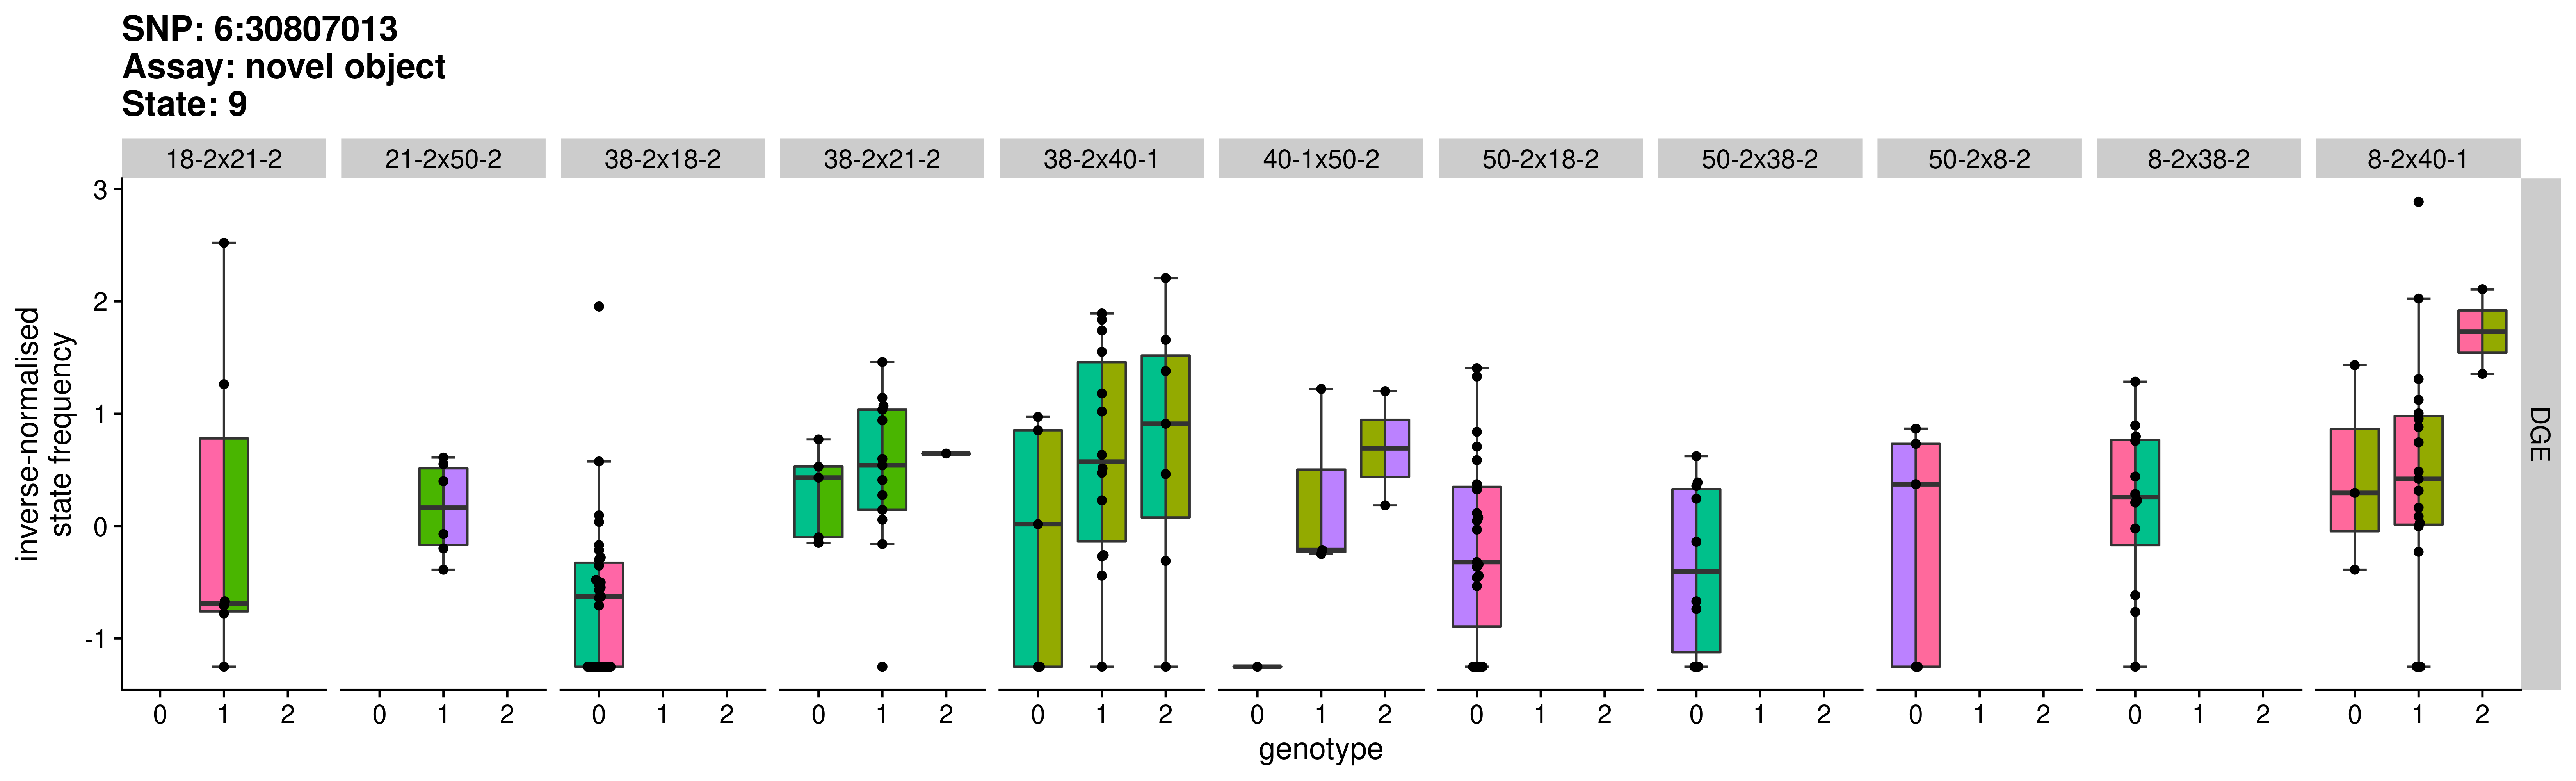 SNP: 6:30807013
Assay: novel object
State: 9
18-2x21-2 21-2x50-2 38-2x18-2 38-2x21-2 38-2x40-1 40-1x50-2 50-2x18-2 50-2x38-2 50-2x8-2 8-2x38-2 8-2x40-1
3
2
1
0
-1
inverse-normalised
state frequency
DGE
0 1 2 0 1 2 0 1 2 0 1 2 0 1 2 0 1 2 0 1 2 0 1 2 0 1 2 0 1 2 0 1 2
genotype